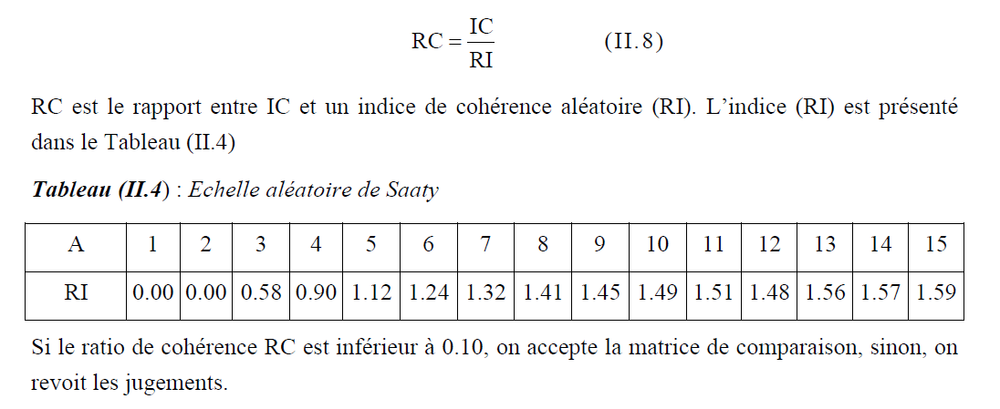 RC = IC / RI (II.8)
RC est le rapport entre IC et un indice de cohérence aléatoire (RI). L’indice (RI) est présenté
dans le Tableau (II.4)
Tableau (II.4) : Echelle aléatoire de Saaty
A 1 2 3 4 5 6 7 8 9 10 11 12 13 14 15
RI 0.00 0.00 0.58 0.90 1.12 1.24 1.32 1.41 1.45 1.49 1.51 1.48 1.56 1.57 1.59
Si le ratio de cohérence RC est inférieur à 0.10, on accepte la matrice de comparaison, sinon, on
revoit les jugements.